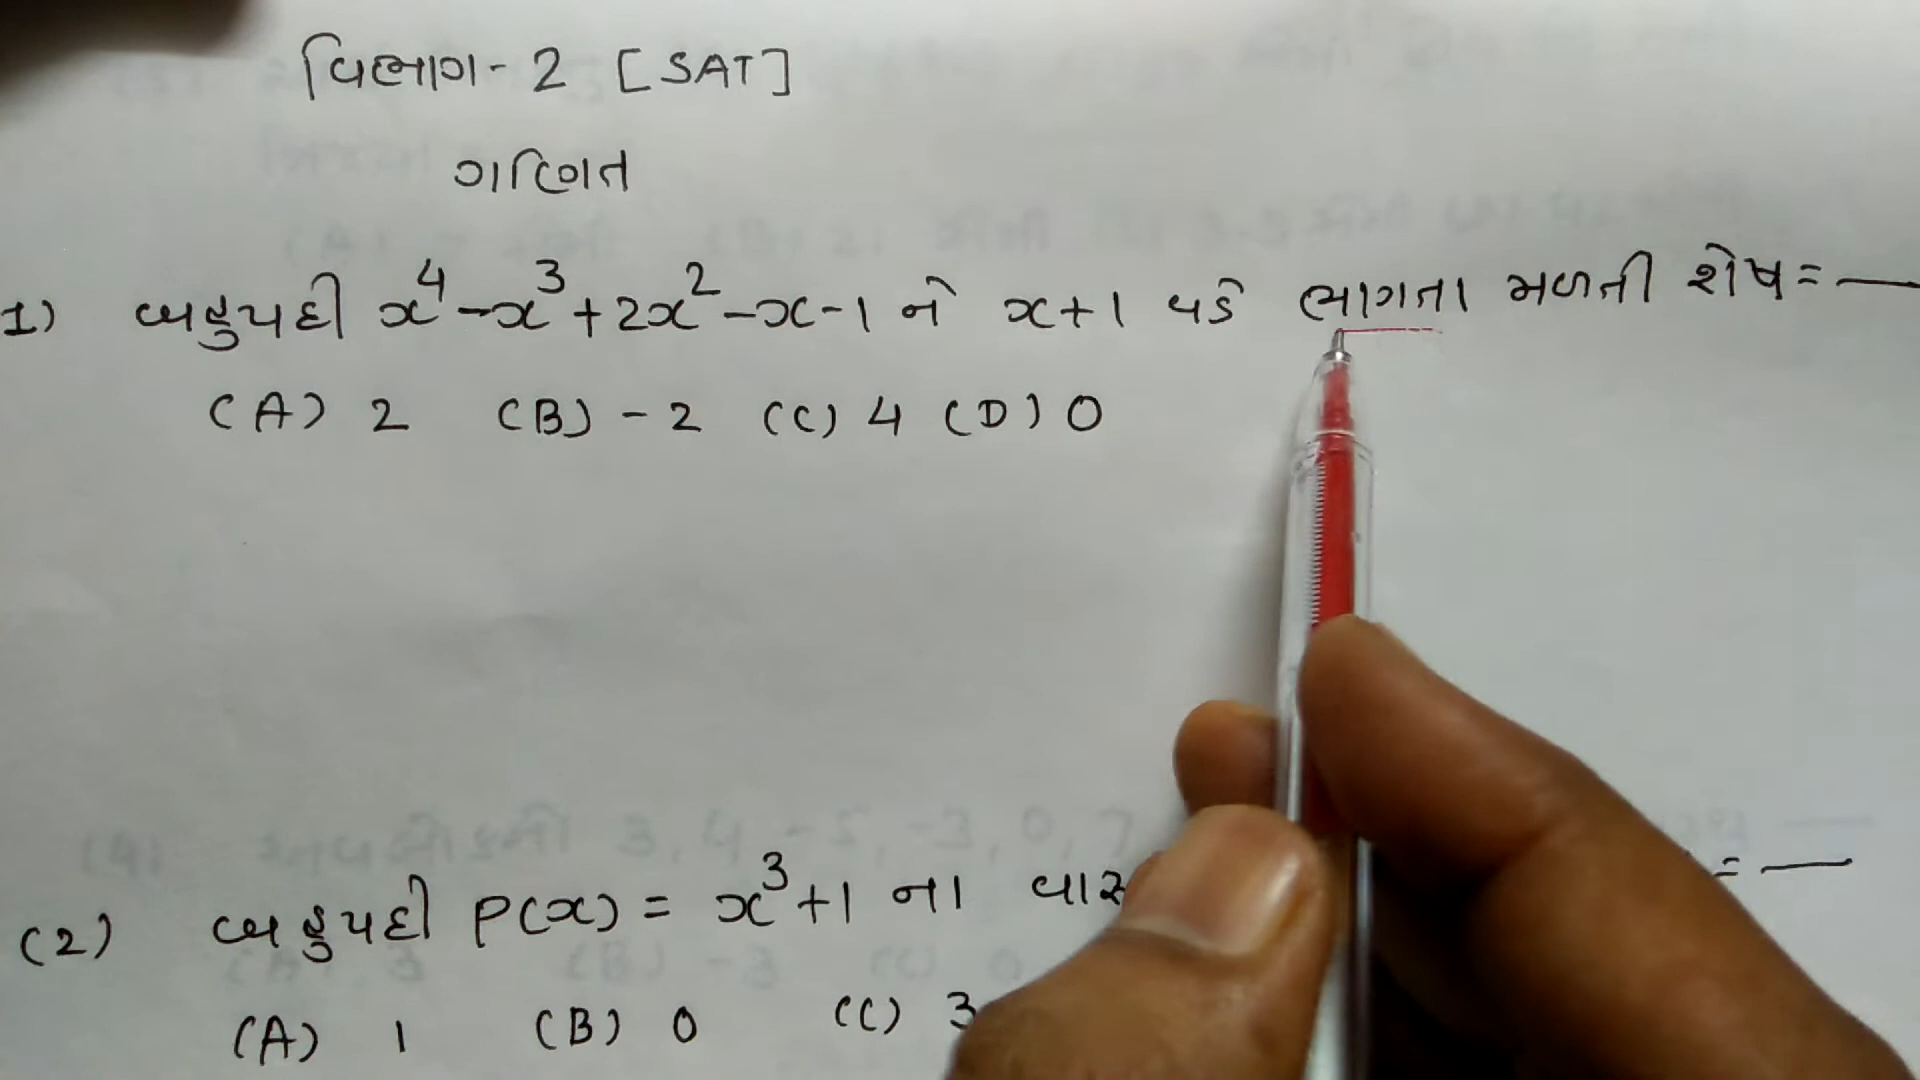 વિભાગ-2 [SAT]
ગણિત
1) બહુપદી x⁴-x³+2x²-x-1 ને x+1 વડે ભાગતા મળતી શેષ=—
(A) 2 (B) -2 (C) 4 (D) 0
(2) બહુપદી P(x) = x³+1 ના =—
(A) 1 (B) 0 (C) 3